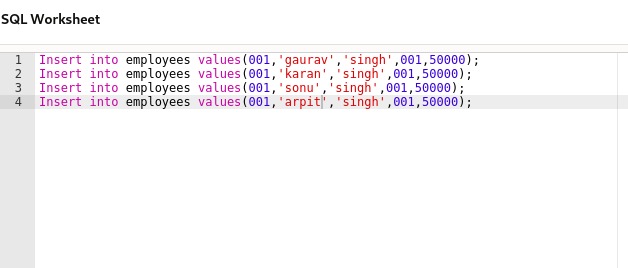 SQL Worksheet
1 Insert into employees values(001,'gaurav','singh',001,50000);
2 Insert into employees values(001,'karan','singh',001,50000);
3 Insert into employees values(001,'sonu','singh',001,50000);
4 Insert into employees values(001,'arpit','singh',001,50000);